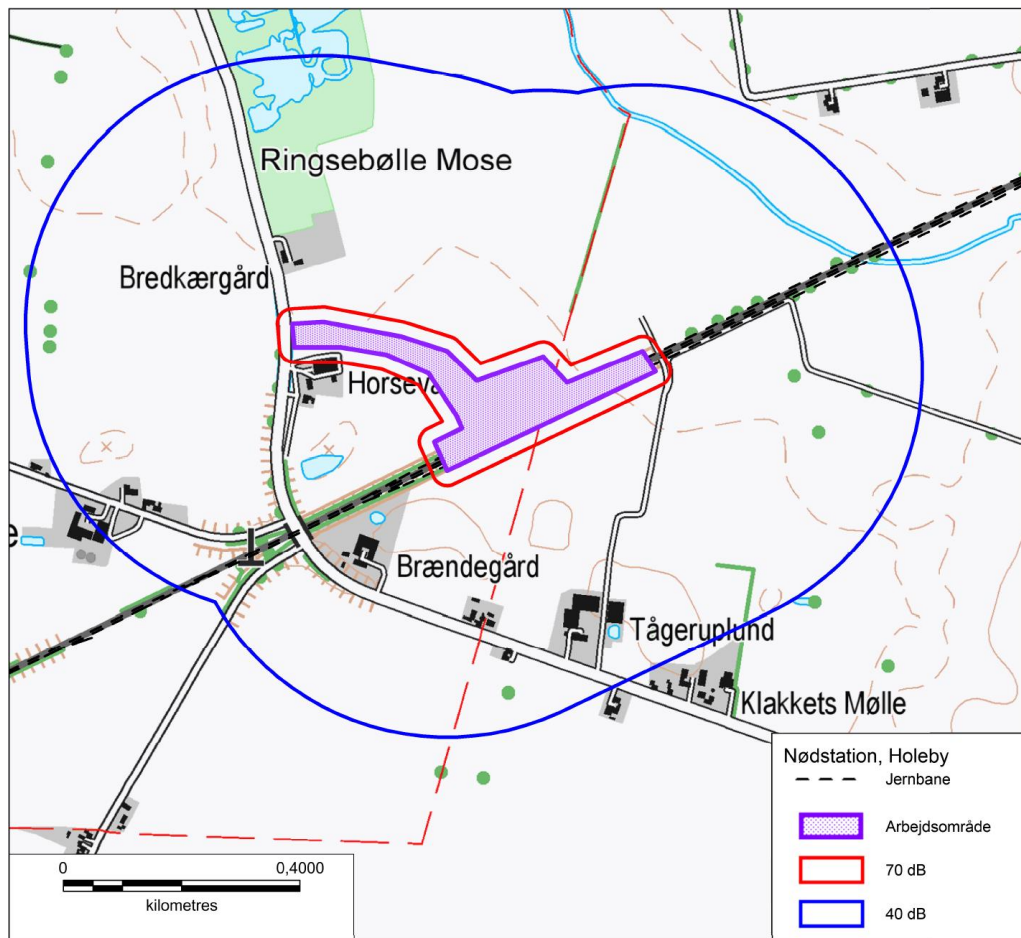 Ringsebølle Mose
Bredkærgård
Horsev
Brændegård
Tågeruplund
Klakkets Mølle
e
Nødstation, Holeby
Jernbane
Arbejdsområde
70 dB
40 dB
0 0,4000
kilometres